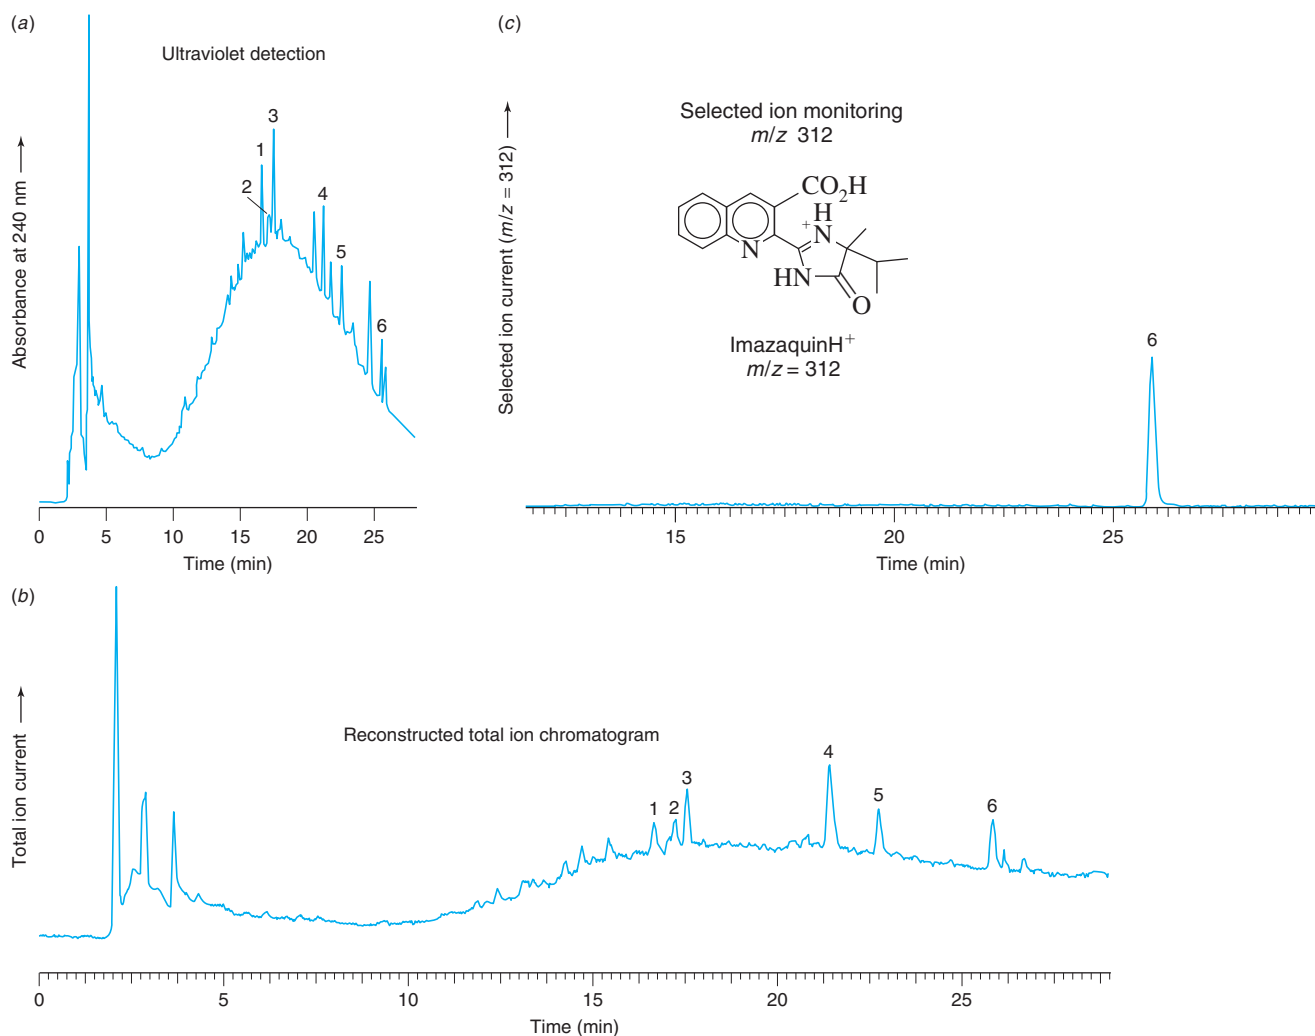 (a)
Ultraviolet detection
Absorbance at 240 nm
1
2
3
4
5
6
0 5 10 15 20 25
Time (min)
(c)
Selected ion monitoring
m/z 312
CO2H
H
+
N
N
HN
O
ImazaquinH+
m/z = 312
Selected ion current (m/z = 312)
6
15 20 25
Time (min)
(b)
Reconstructed total ion chromatogram
Total ion current
1
2
3
4
5
6
0 5 10 15 20 25
Time (min)